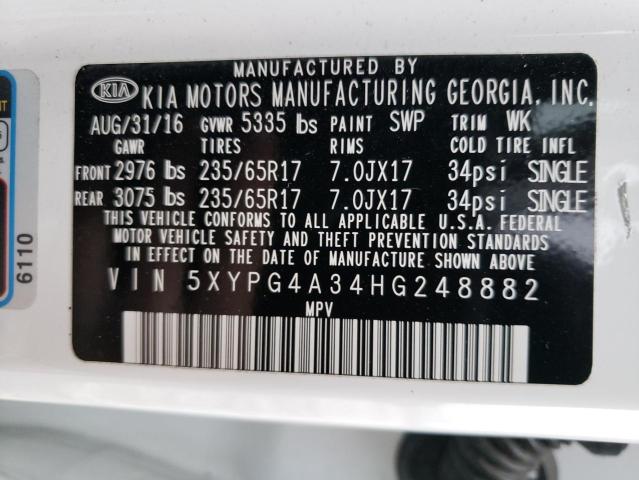 MANUFACTURED BY
KIA KIA MOTORS MANUFACTURING GEORGIA, INC.
AUG/31/16 GVWR 5335 lbs PAINT SWP TRIM WK
GAWR TIRES RIMS COLD TIRE INFL
FRONT 2976 lbs 235/65R17 7.0JX17 34psi SINGLE
REAR 3075 lbs 235/65R17 7.0JX17 34psi SINGLE
THIS VEHICLE CONFORMS TO ALL APPLICABLE U.S.A. FEDERAL
MOTOR VEHICLE SAFETY AND THEFT PREVENTION STANDARDS
IN EFFECT ON THE DATE OF MANUFACTURE SHOWN ABOVE.
VIN 5XYPG4A34HG248882
MPV
6110